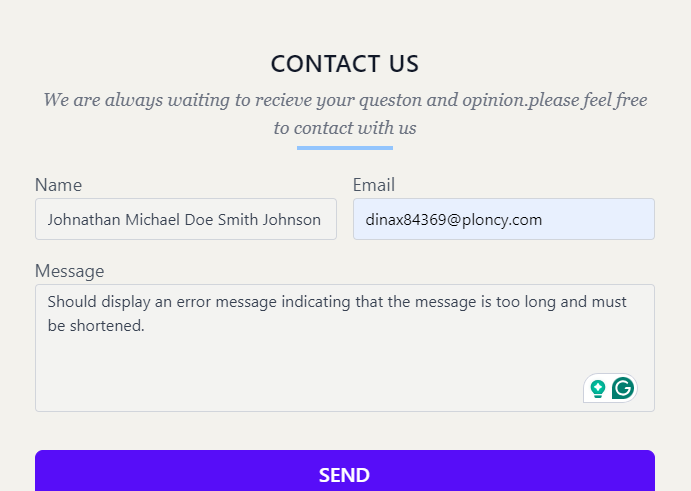 CONTACT US
We are always waiting to recieve your queston and opinion.please feel free
to contact with us
Name
Email
Johnathan Michael Doe Smith Johnson
dinax84369@ploncy.com
Message
Should display an error message indicating that the message is too long and must
be shortened.
SEND